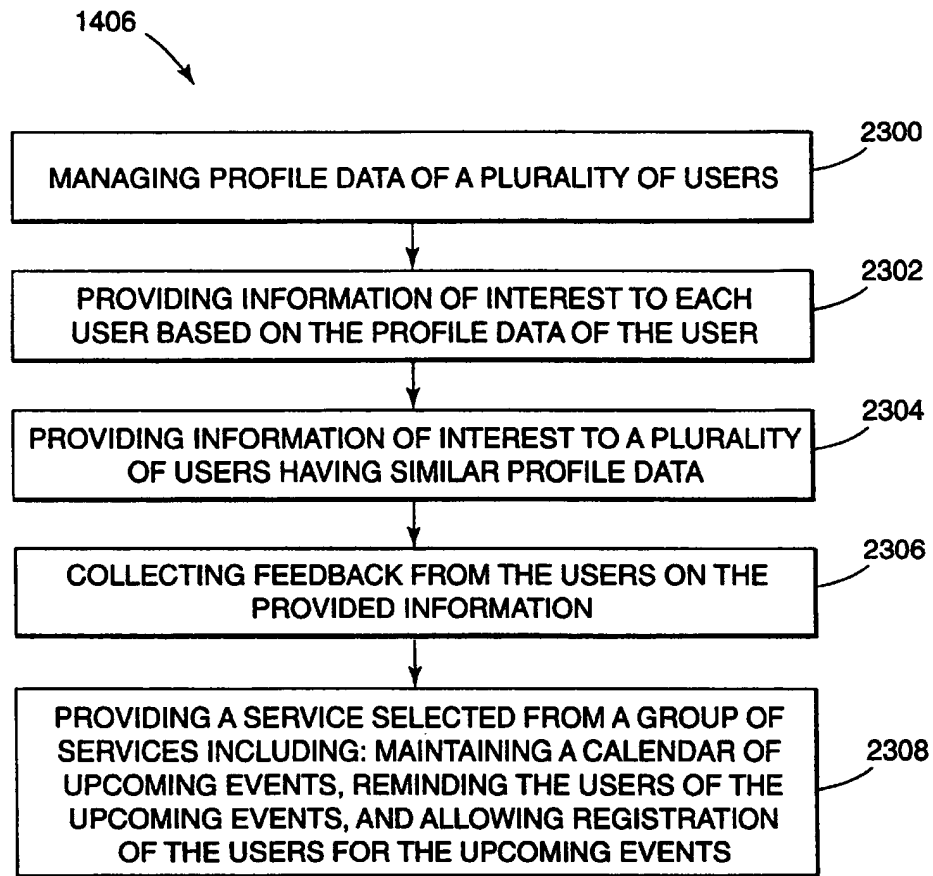 1406
2300
MANAGING PROFILE DATA OF A PLURALITY OF USERS
2302
PROVIDING INFORMATION OF INTEREST TO EACH
USER BASED ON THE PROFILE DATA OF THE USER
2304
PROVIDING INFORMATION OF INTEREST TO A PLURALITY
OF USERS HAVING SIMILAR PROFILE DATA
2306
COLLECTING FEEDBACK FROM THE USERS ON THE
PROVIDED INFORMATION
2308
PROVIDING A SERVICE SELECTED FROM A GROUP OF
SERVICES INCLUDING: MAINTAINING A CALENDAR OF
UPCOMING EVENTS, REMINDING THE USERS OF THE
UPCOMING EVENTS, AND ALLOWING REGISTRATION
OF THE USERS FOR THE UPCOMING EVENTS